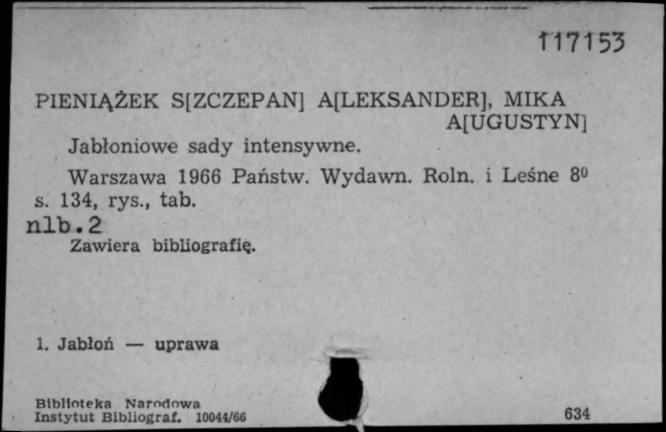 117153
PIENIĄŻEK S[ZCZEPAN] A[LEKSANDER], MIKA
A[UGUSTYN]
Jabłoniowe sady intensywne.
Warszawa 1966 Państw. Wydawn. Roln. i Leśne 8⁰
s. 134, rys., tab.
nlb.2
Zawiera bibliografię.
1. Jabłoń — uprawa
Biblioteka Narodowa
Instytut Bibliograf. 10044/66
634